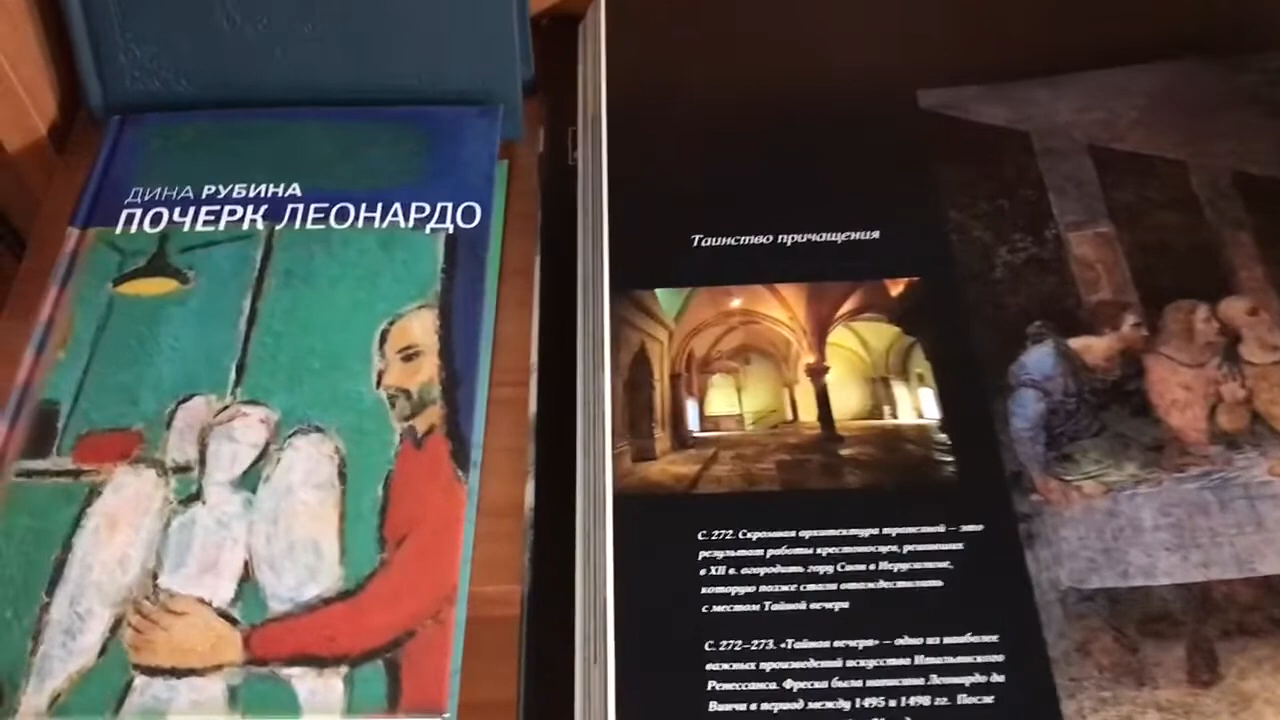 ДИНА РУБИНА
ПОЧЕРК ЛЕОНАРДО
Таинство причащения
С. 272. Скромная архитектура трапезной — это
результат работы крестоносцев, решивших
в XII в. огородить гору Сион в Иерусалиме,
которую позже стали отождествлять
с местом Тайной вечери
С. 272–273. «Тайная вечеря» — одно из наиболее
важных произведений искусства Итальянского
Ренессанса. Фреска была написана Леонардо да
Винчи в период между 1495 и 1498 гг. После